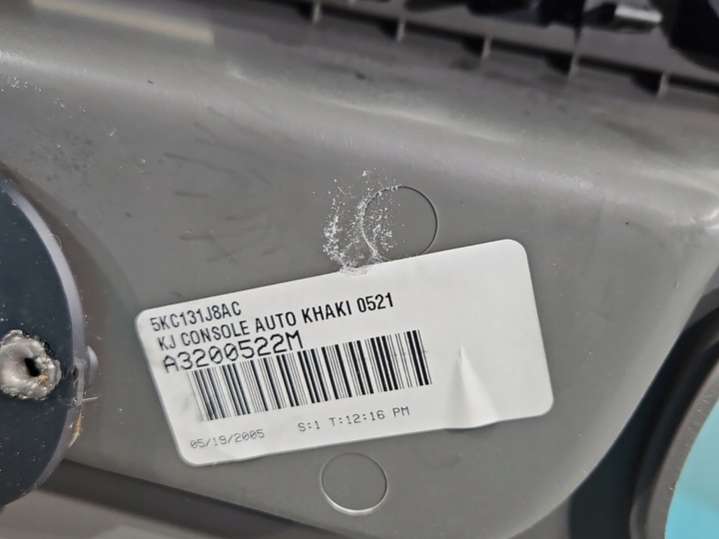 5KC131J8AC
KJ CONSOLE AUTO KHAKI 0521
A3200522M
05/19/2005 S:1 T:12:16 PM